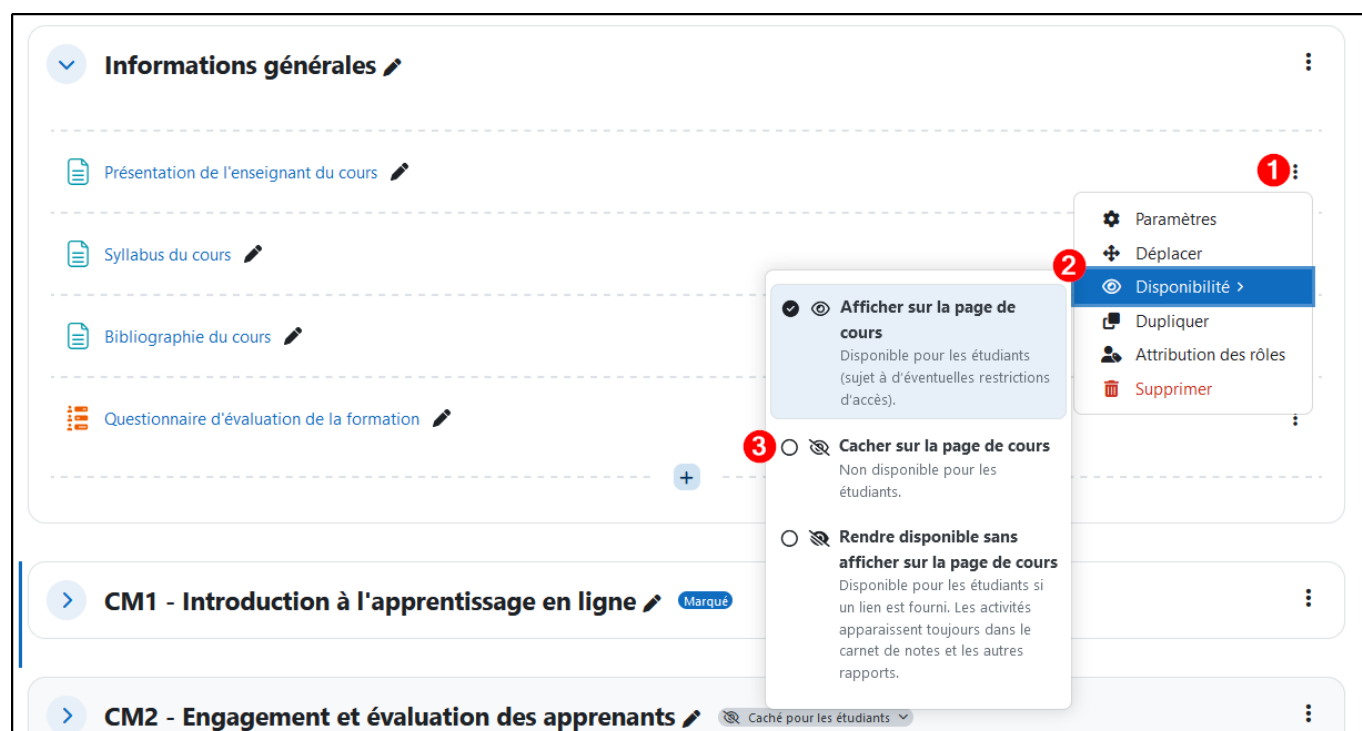 Informations générales
Présentation de l'enseignant du cours
1
Paramètres
Syllabus du cours
Déplacer
2
Disponibilité >
Afficher sur la page de
cours
Disponible pour les étudiants
(sujet à d'éventuelles restrictions
d'accès).
Dupliquer
Bibliographie du cours
Attribution des rôles
Supprimer
Questionnaire d'évaluation de la formation
3
Cacher sur la page de cours
Non disponible pour les
étudiants.
+
Rendre disponible sans
afficher sur la page de cours
Disponible pour les étudiants si
un lien est fourni. Les activités
apparaissent toujours dans le
carnet de notes et les autres
rapports.
CM1 - Introduction à l'apprentissage en ligne Marqué
CM2 - Engagement et évaluation des apprenants Caché pour les étudiants